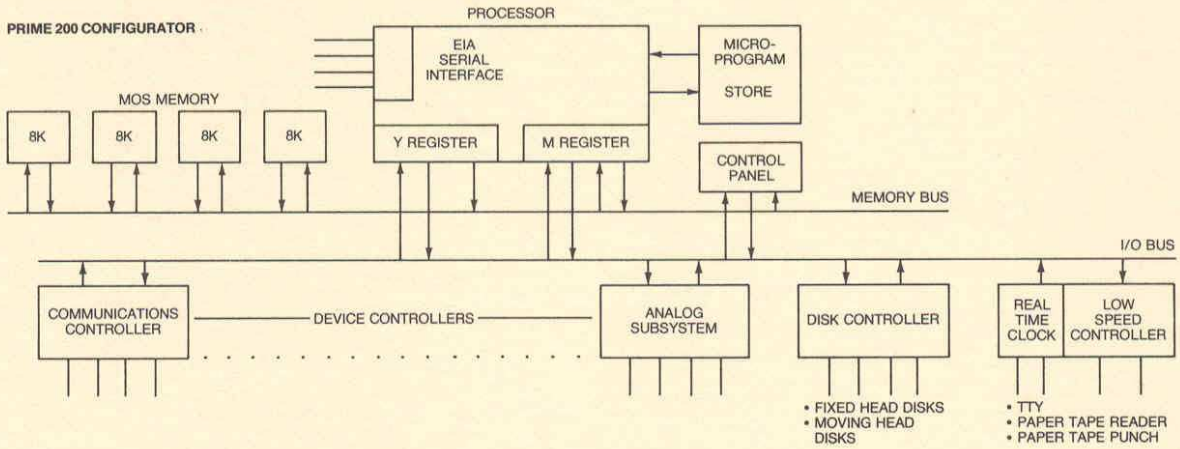 PROCESSOR
PRIME 200 CONFIGURATOR
EIA
SERIAL
INTERFACE
MICRO-
PROGRAM
STORE
MOS MEMORY
8K
8K
8K
8K
Y REGISTER
M REGISTER
CONTROL
PANEL
MEMORY BUS
I/O BUS
COMMUNICATIONS
CONTROLLER
DEVICE CONTROLLERS
ANALOG
SUBSYSTEM
DISK CONTROLLER
REAL
TIME
CLOCK
LOW
SPEED
CONTROLLER
• FIXED HEAD DISKS
• MOVING HEAD
DISKS
• TTY
• PAPER TAPE READER
• PAPER TAPE PUNCH